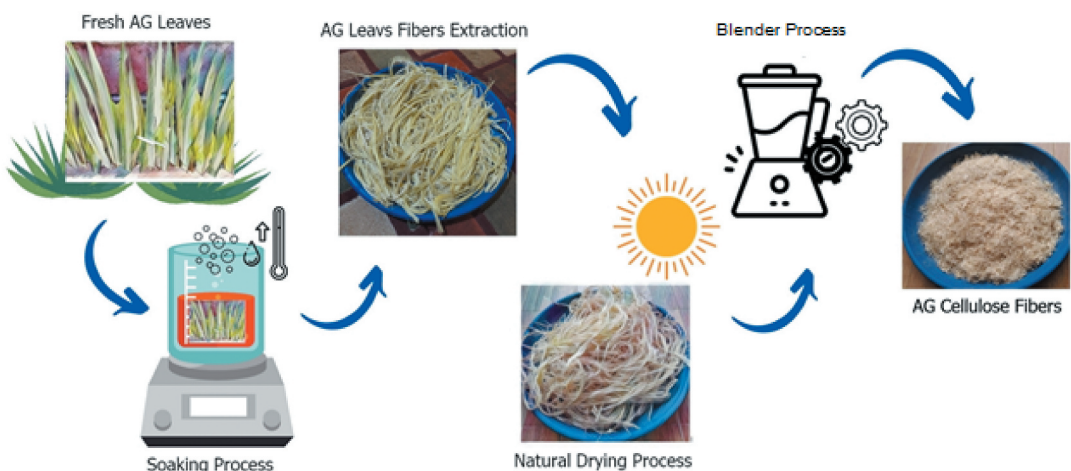 Fresh AG Leaves
Soaking Process
AG Leavs Fibers Extraction
Natural Drying Process
Blender Process
AG Cellulose Fibers